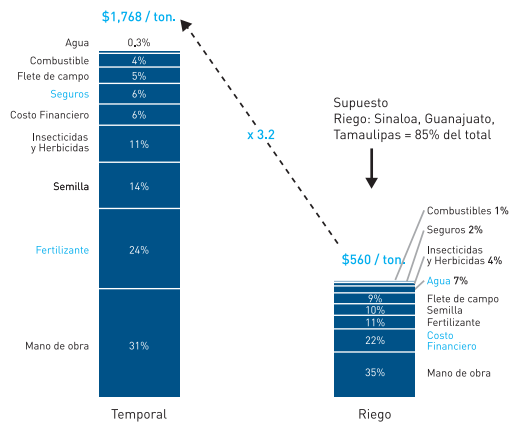 $1,768 / ton.
Agua 0.3%
Combustible 4%
Flete de campo 5%
Seguros 6%
Costo Financiero 6%
Insecticidas
y Herbicidas 11%
Semilla 14%
Fertilizante 24%
Mano de obra 31%
Temporal
x 3.2
Supuesto
Riego: Sinaloa, Guanajuato,
Tamaulipas = 85% del total
$560 / ton.
Combustibles 1%
Seguros 2%
Insecticidas
y Herbicidas 4%
Agua 7%
9% Flete de campo
10% Semilla
11% Fertilizante
22% Costo
Financiero
35% Mano de obra
Riego